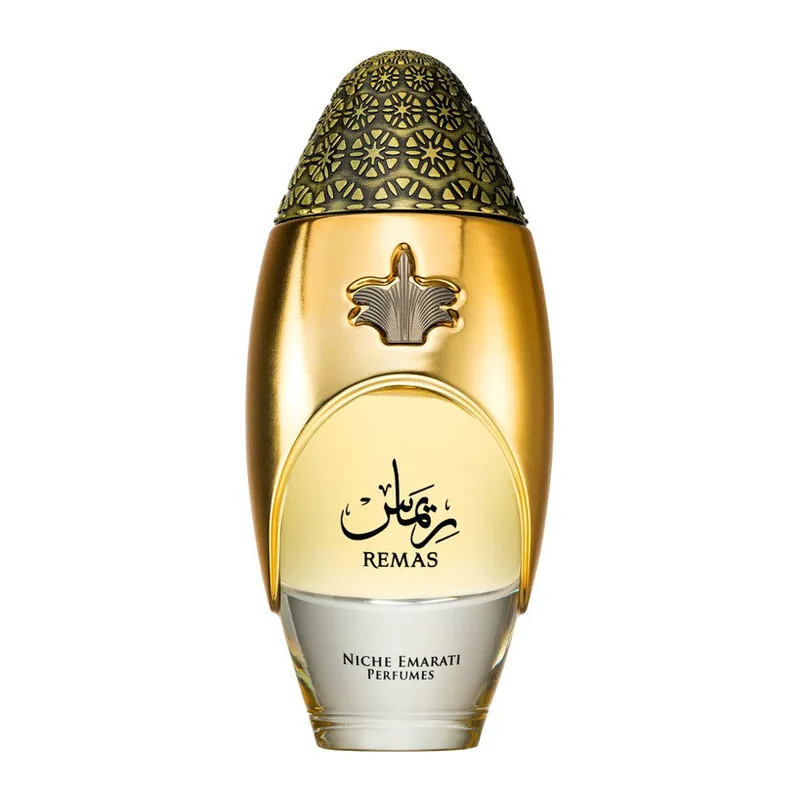 ريماس
REMAS
NICHE EMARATI
PERFUMES